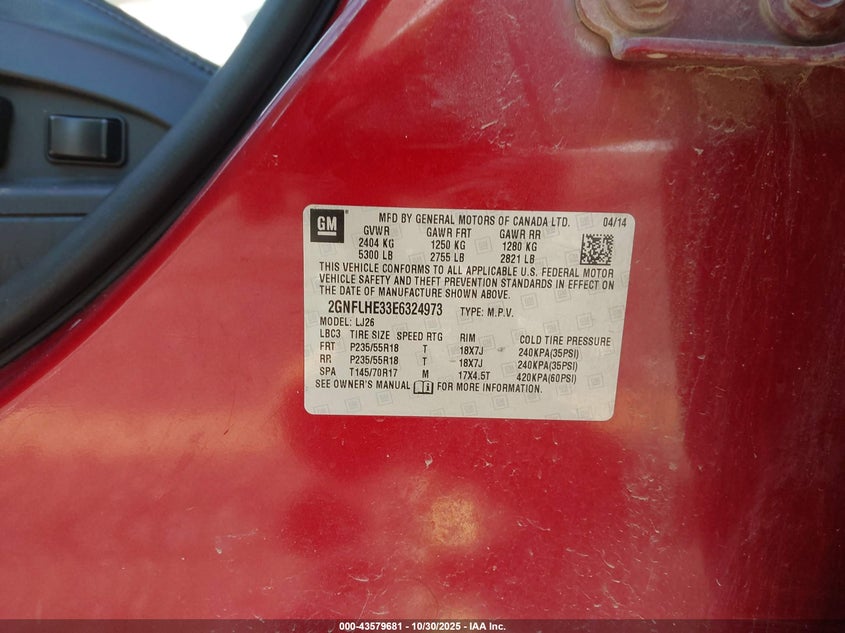 GM
MFD BY GENERAL MOTORS OF CANADA LTD. 04/14
GVWR GAWR FRT GAWR RR
2404 KG 1250 KG 1280 KG
5300 LB 2755 LB 2821 LB
THIS VEHICLE CONFORMS TO ALL APPLICABLE U.S. FEDERAL MOTOR
VEHICLE SAFETY AND THEFT PREVENTION STANDARDS IN EFFECT ON
THE DATE OF MANUFACTURE SHOWN ABOVE.
2GNFLHE33E6324973 TYPE: M.P.V.
MODEL: LJ26
LBC3 TIRE SIZE SPEED RTG RIM COLD TIRE PRESSURE
FRT P235/55R18 T 18X7J 240KPA(35PSI)
RR P235/55R18 T 18X7J 240KPA(35PSI)
SPA T145/70R17 M 17X4.5T 420KPA(60PSI)
SEE OWNER'S MANUAL FOR MORE INFORMATION.
000-43579681 - 10/30/2025 - IAA Inc.